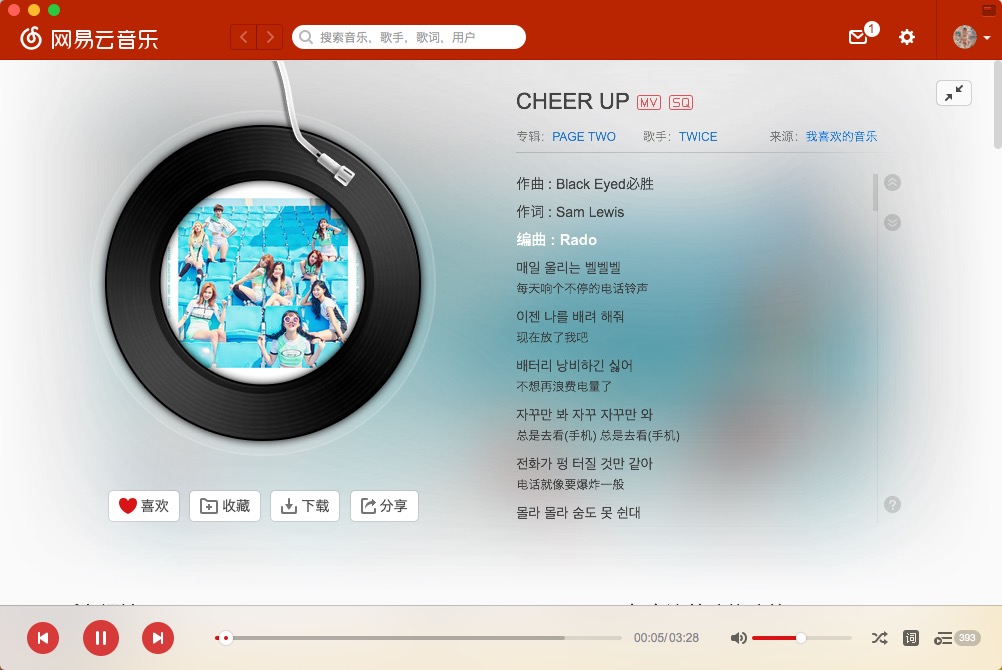 网易云音乐
搜索音乐，歌手，歌词，用户
1
CHEER UP MV SQ
专辑：PAGE TWO 歌手：TWICE 来源：我喜欢的音乐
作曲 : Black Eyed必胜
作词 : Sam Lewis
编曲 : Rado
매일 울리는 벨벨벨
每天响个不停的电话铃声
이젠 나를 배려 해줘
现在放了我吧
배터리 낭비하긴 싫어
不想再浪费电量了
자꾸만 봐 자꾸 자꾸만 와
总是去看(手机) 总是去看(手机)
전화가 펑 터질 것만 같아
电话就像要爆炸一般
몰라 몰라 숨도 못 쉰대
喜欢 收藏 下载 分享
00:05/03:28
词
393